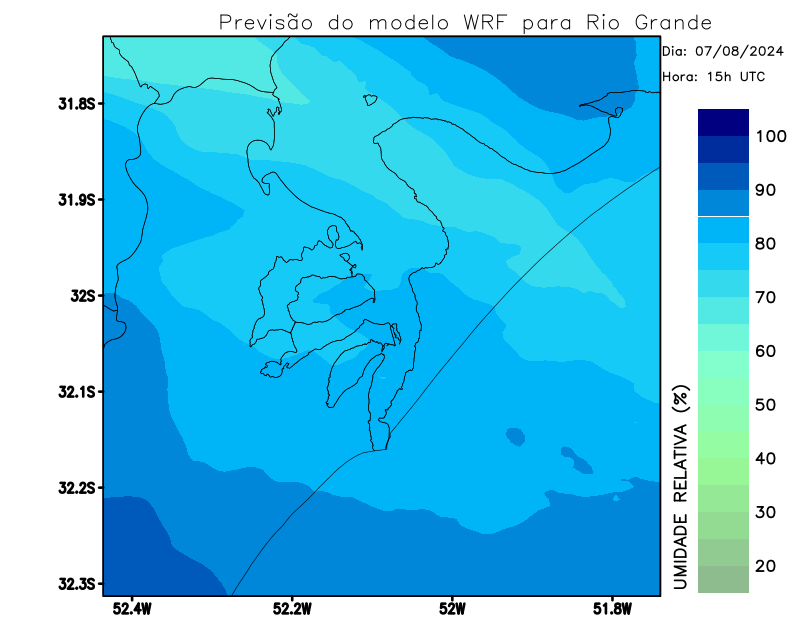 Previsão do modelo WRF para Rio Grande
Dia: 07/08/2024
Hora: 15h UTC
31.8S
31.9S
32S
32.1S
32.2S
32.3S
52.4W
52.2W
52W
51.8W
100
90
80
70
60
50
40
30
20
UMIDADE RELATIVA (%)